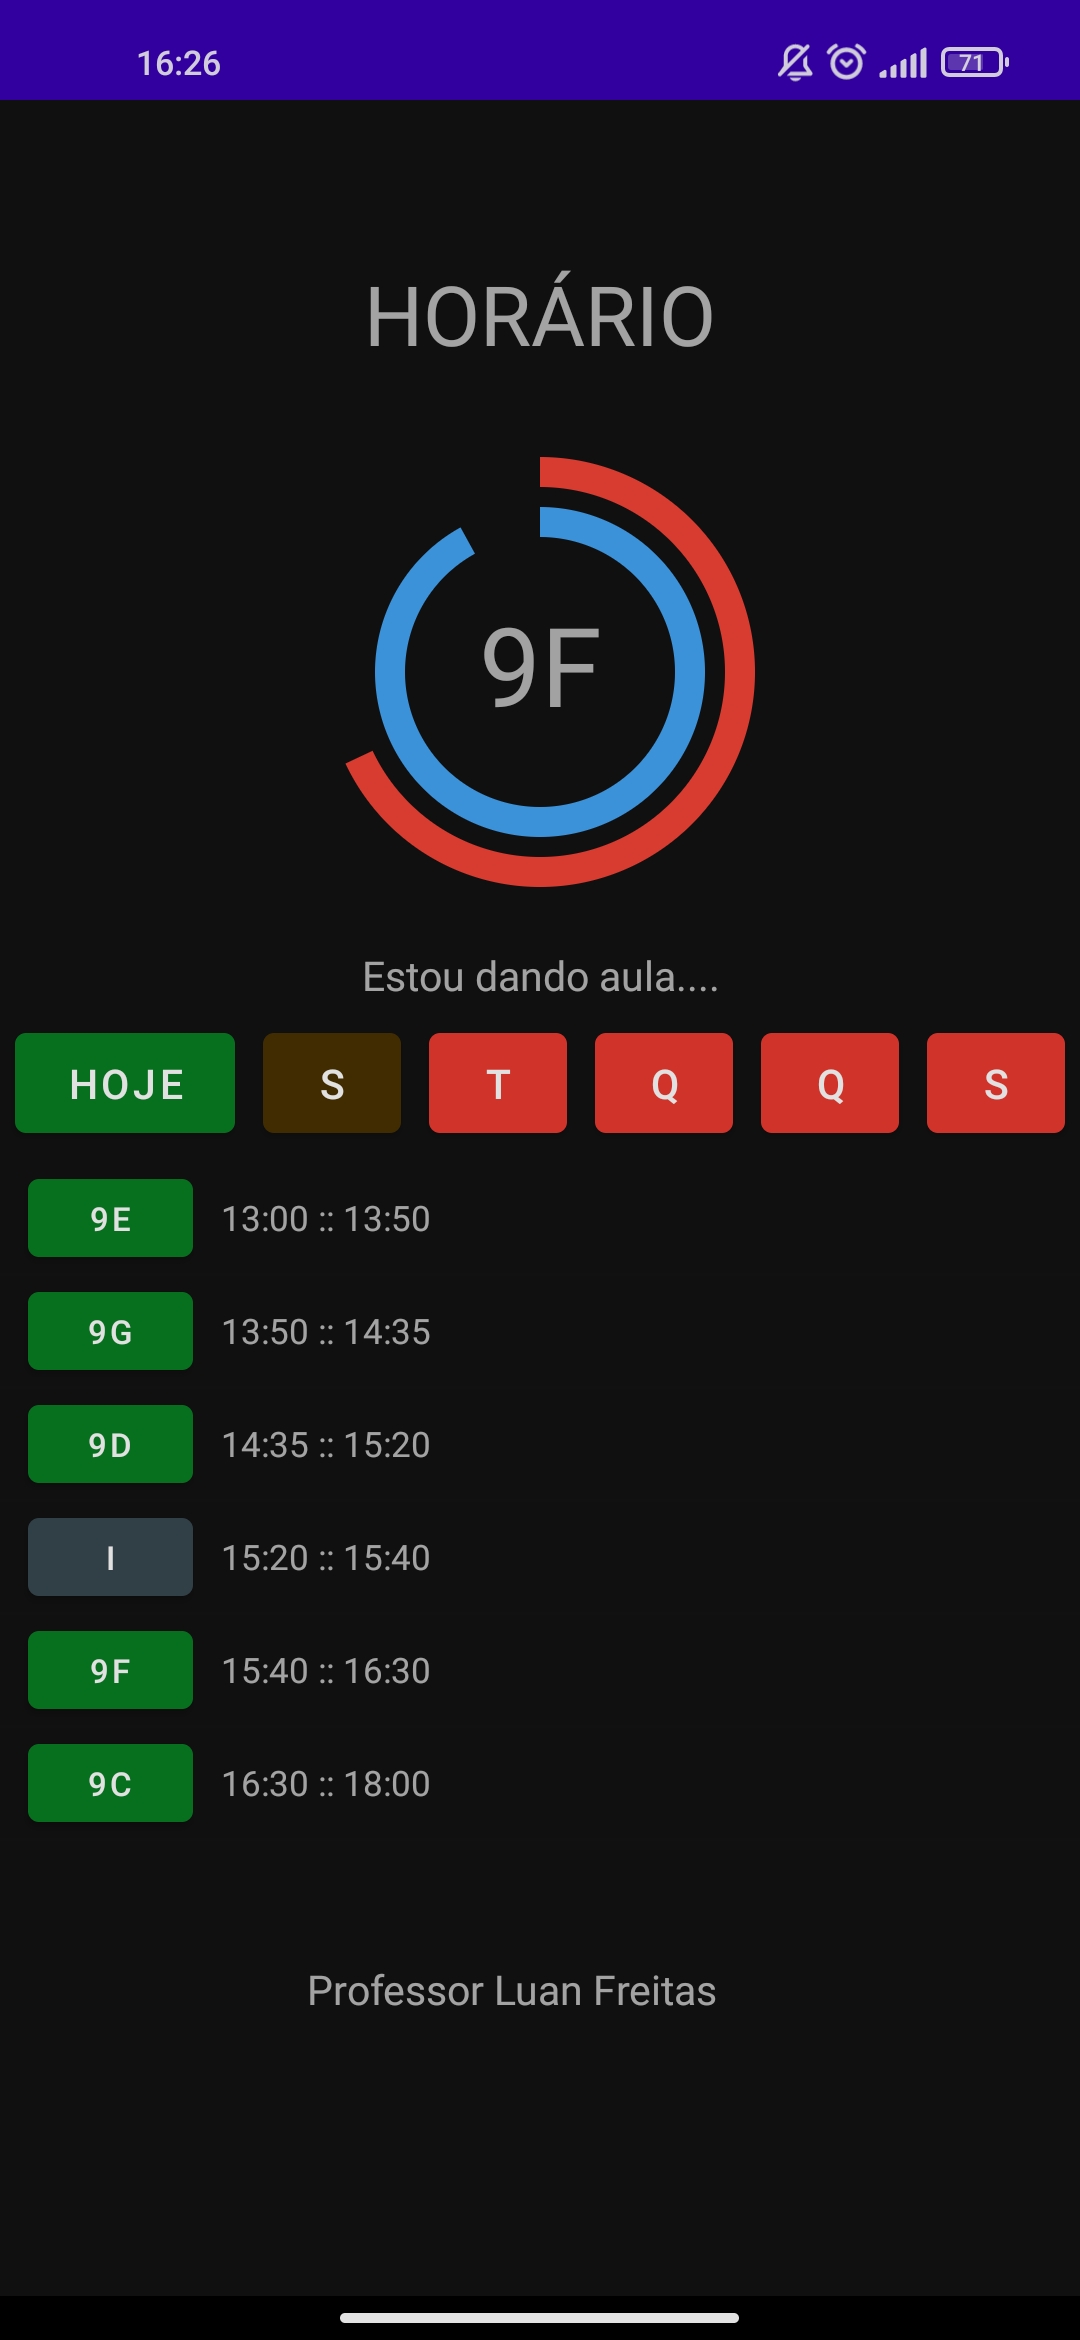 16:26 71
HORÁRIO
9F
Estou dando aula....
HOJE S T Q Q S
9E 13:00 :: 13:50
9G 13:50 :: 14:35
9D 14:35 :: 15:20
I 15:20 :: 15:40
9F 15:40 :: 16:30
9C 16:30 :: 18:00
Professor Luan Freitas